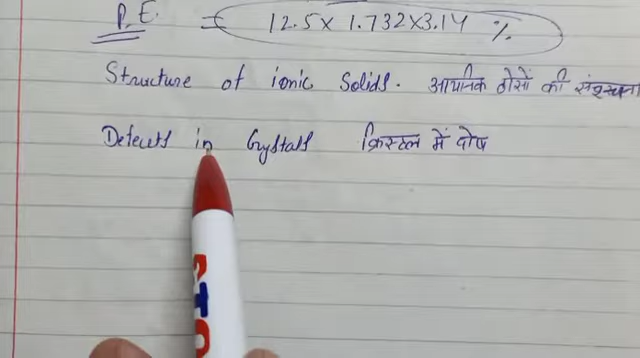 P.E. = 12.5 × 1.732 × 3.14 %
Structure of ionic Solids. आयनिक ठोसों की संरचना
Defects in Crystals क्रिस्टल में दोष